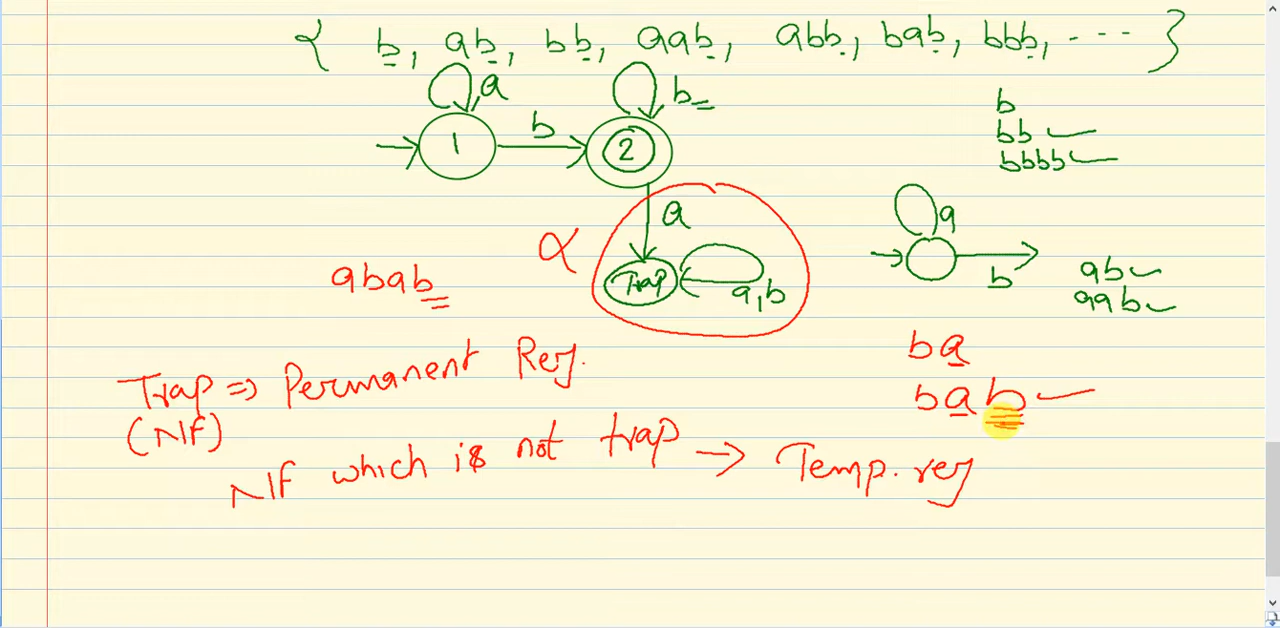 { b, ab, bb, aab, abb, bab, bbb, ---- }
a
b
b
1
2
b
bb
bbbb
a
a
Trap
a,b
b
ab
aab
abab
ba
bab
Trap => Permanent Rej.
(NF)
NF which is not trap -> Temp. rej